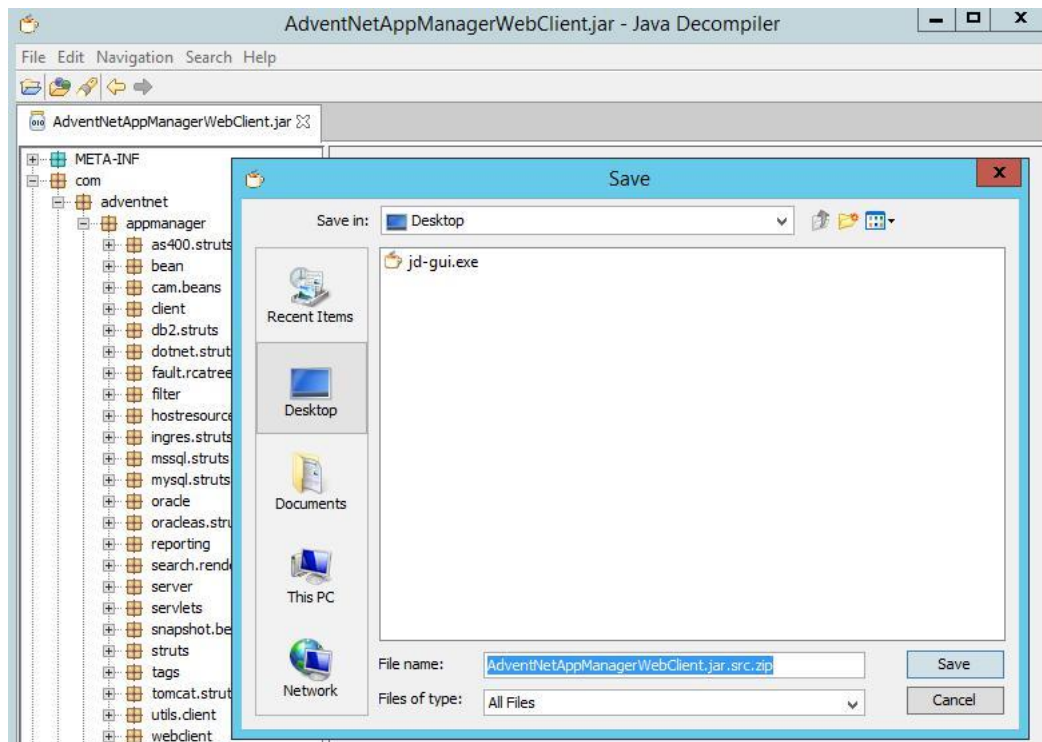 AdventNetAppManagerWebClient.jar - Java Decompiler
File Edit Navigation Search Help
AdventNetAppManagerWebClient.jar
META-INF
com
adventnet
appmanager
as400.struts
bean
cam.beans
client
db2.struts
dotnet.strut
fault.rcatree
filter
hostresource
ingres.struts
mssql.struts
mysql.struts
oracle
oracleas.stru
reporting
search.rende
server
servlets
snapshot.be
struts
tags
tomcat.strut
utils.client
webclient
Save
Save in:
Desktop
jd-gui.exe
Recent Items
Desktop
Documents
This PC
Network
File name:
AdventNetAppManagerWebClient.jar.src.zip
Save
Files of type:
All Files
Cancel